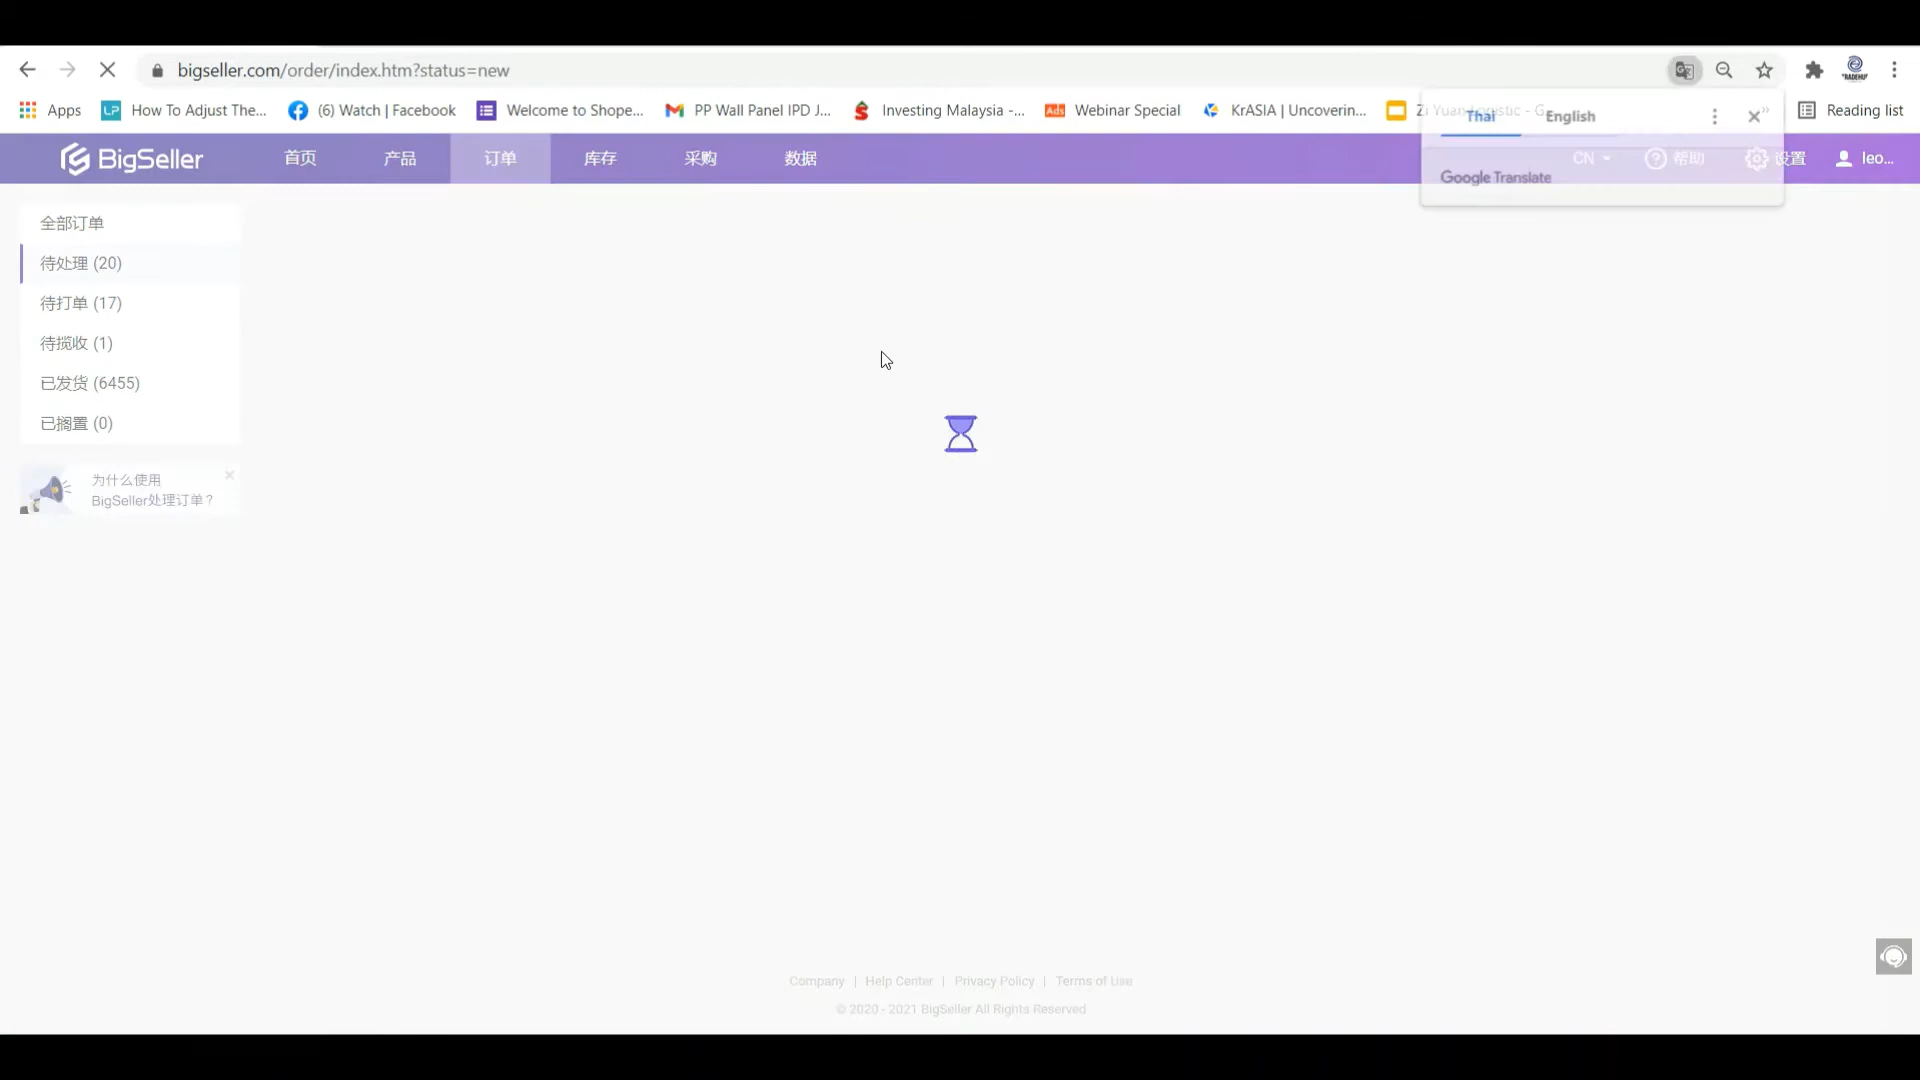 bigseller.com/order/index.htm?status=new
Apps
LP How To Adjust The...
(6) Watch | Facebook
Welcome to Shope...
PP Wall Panel IPD J...
Investing Malaysia -...
Ads Webinar Special
KrASIA | Uncoverin...
Zi Yuan Logistic - G...
»
Reading list
Thai
English
Google Translate
BigSeller
首页
产品
订单
库存
采购
数据
CN
帮助
设置
leo...
全部订单
待处理 (20)
待打单 (17)
待揽收 (1)
已发货 (6455)
已搁置 (0)
为什么使用
BigSeller处理订单？
Company | Help Center | Privacy Policy | Terms of Use
© 2020 - 2021 BigSeller All Rights Reserved